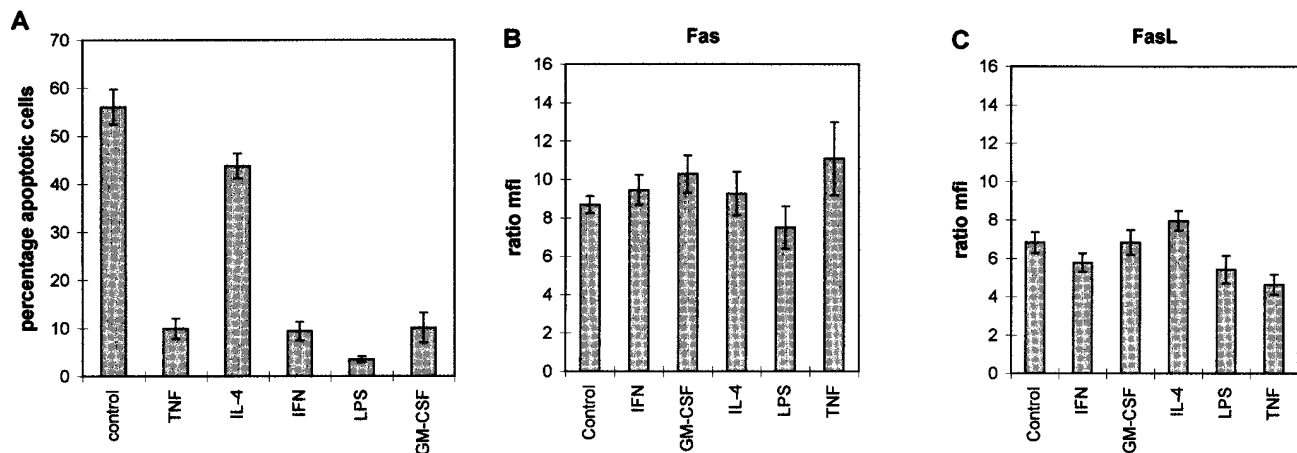 A
percentage apoptotic cells
70
60
50
40
30
20
10
0
control
TNF
IL-4
IFN
LPS
GM-CSF
B
Fas
ratio mfi
16
14
12
10
8
6
4
2
0
Control
IFN
GM-CSF
IL-4
LPS
TNF
C
FasL
ratio mfi
16
14
12
10
8
6
4
2
0
Control
IFN
GM-CSF
IL-4
LPS
TNF